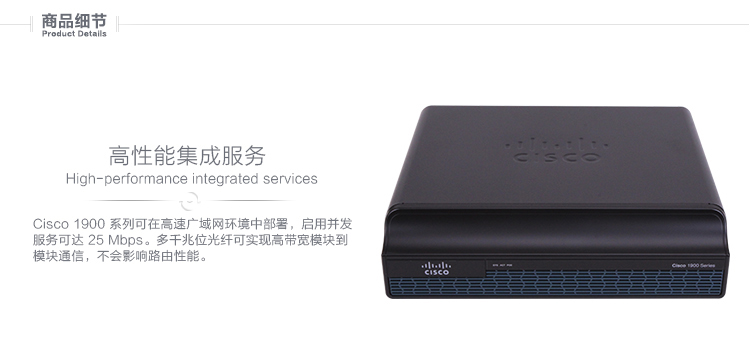 商品细节
Product Details
高性能集成服务
High-performance integrated services
Cisco 1900 系列可在高速广域网环境中部署，启用并发
服务可达 25 Mbps。多千兆位光纤可实现高带宽模块到
模块通信，不会影响路由性能。
CISCO
CISCO
Cisco 1900 Series